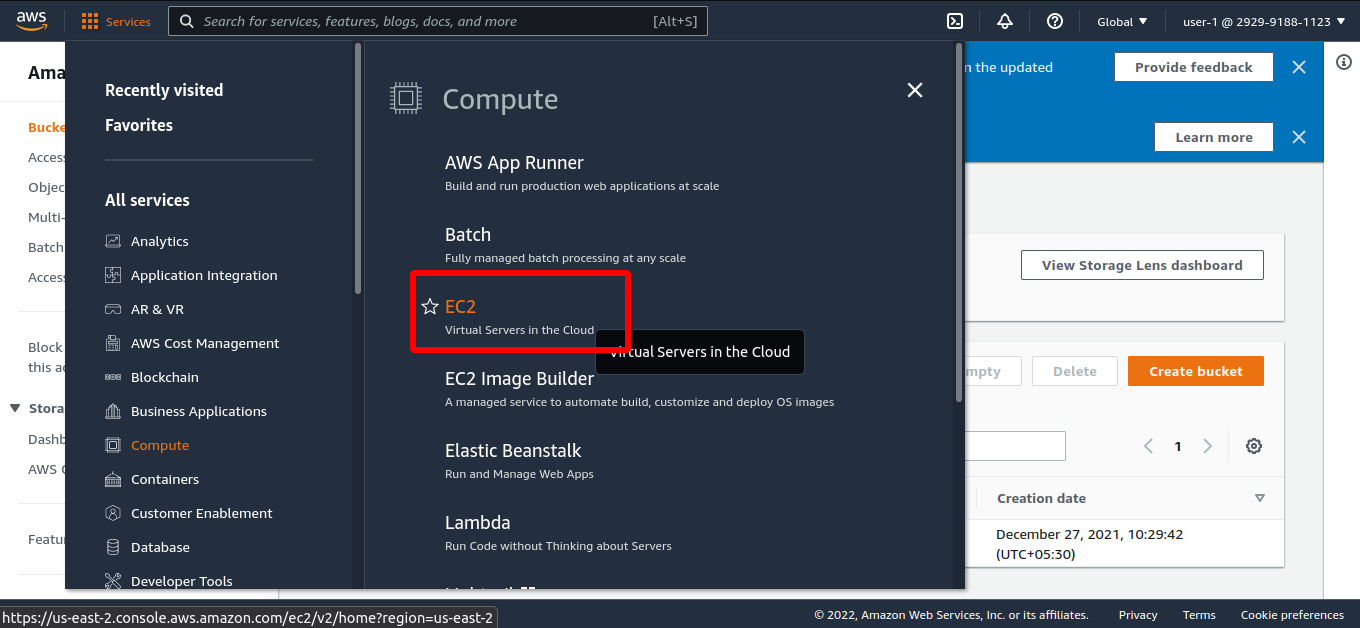 aws
Services
Search for services, features, blogs, docs, and more
[Alt+S]
Global
user-1 @ 2929-9188-1123
n the updated
Provide feedback
Learn more
Recently visited
Favorites
All services
Analytics
Application Integration
AR & VR
AWS Cost Management
Blockchain
Business Applications
Compute
Containers
Customer Enablement
Database
Developer Tools
Compute
AWS App Runner
Build and run production web applications at scale
Batch
Fully managed batch processing at any scale
EC2
Virtual Servers in the Cloud
Virtual Servers in the Cloud
EC2 Image Builder
A managed service to automate build, customize and deploy OS images
Elastic Beanstalk
Run and Manage Web Apps
Lambda
Run Code without Thinking about Servers
Ama
Bucke
Access
Objec
Multi-
Batch
Access
Block
this ac
Stora
Dashb
AWS
Featu
View Storage Lens dashboard
mpty
Delete
Create bucket
1
Creation date
December 27, 2021, 10:29:42
(UTC+05:30)
https://us-east-2.console.aws.amazon.com/ec2/v2/home?region=us-east-2
© 2022, Amazon Web Services, Inc. or its affiliates.
Privacy
Terms
Cookie preferences